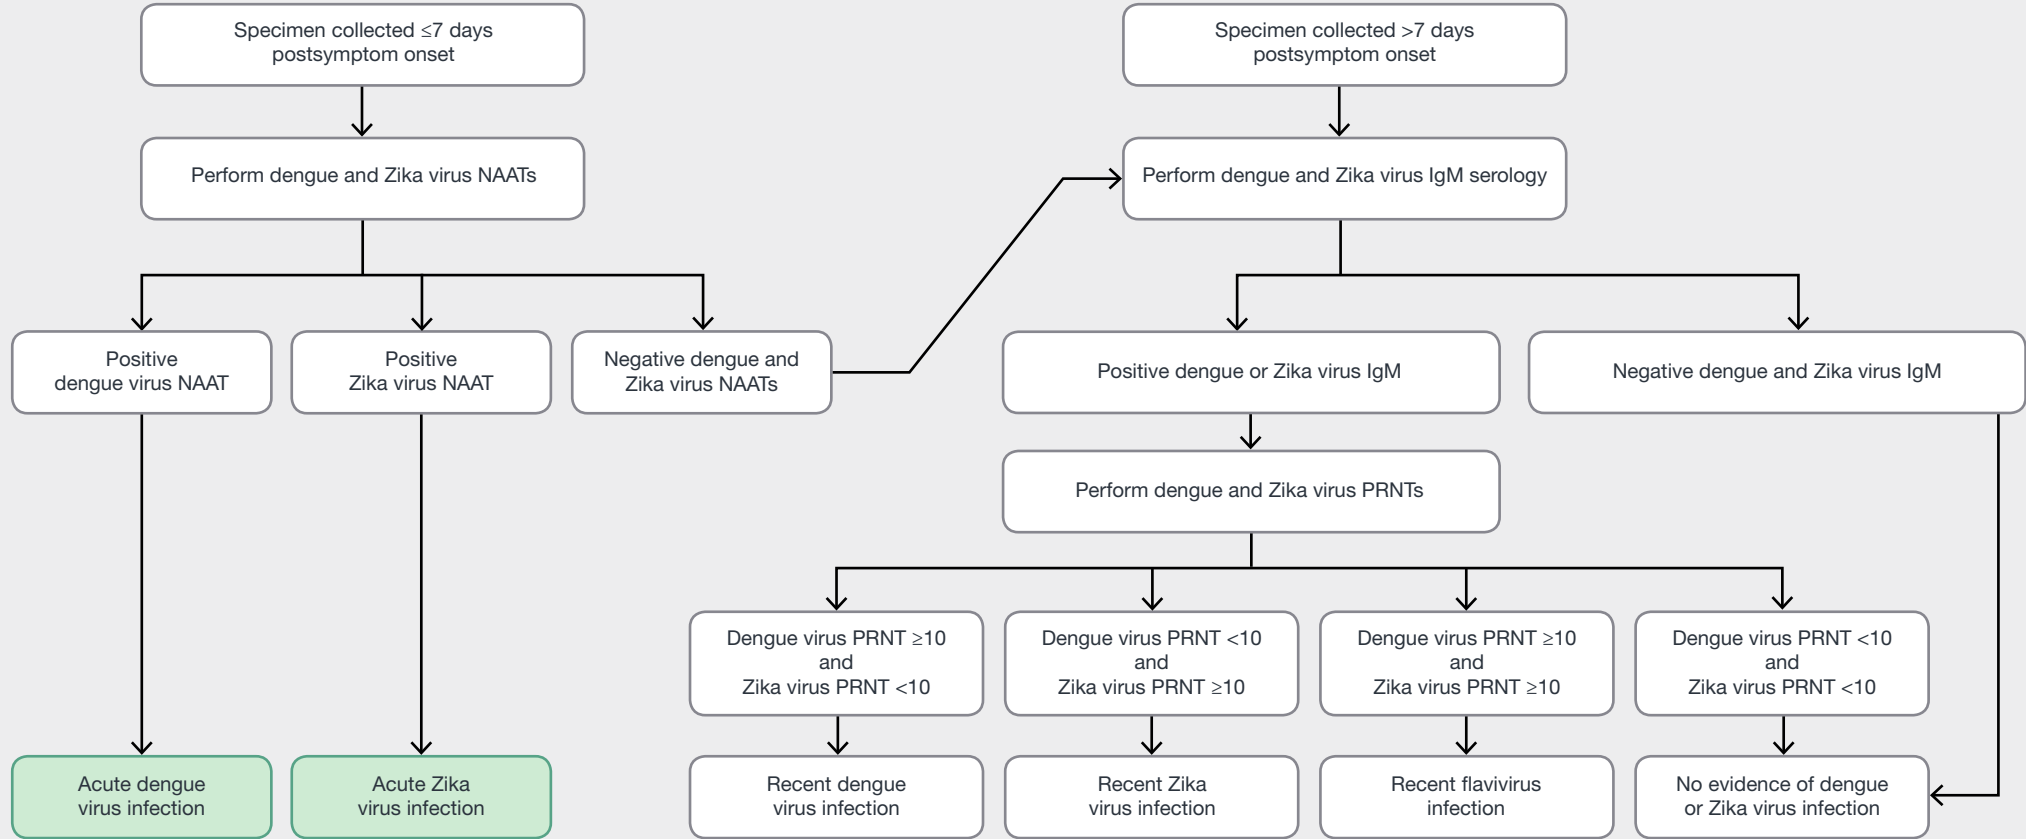 Specimen collected ≤7 days
postsymptom onset
Specimen collected >7 days
postsymptom onset
Perform dengue and Zika virus NAATs
Perform dengue and Zika virus IgM serology
Positive
dengue virus NAAT
Positive
Zika virus NAAT
Negative dengue and
Zika virus NAATs
Positive dengue or Zika virus IgM
Negative dengue and Zika virus IgM
Perform dengue and Zika virus PRNTs
Dengue virus PRNT ≥10
and
Zika virus PRNT <10
Dengue virus PRNT <10
and
Zika virus PRNT ≥10
Dengue virus PRNT ≥10
and
Zika virus PRNT ≥10
Dengue virus PRNT <10
and
Zika virus PRNT <10
Acute dengue
virus infection
Acute Zika
virus infection
Recent dengue
virus infection
Recent Zika
virus infection
Recent flavivirus
infection
No evidence of dengue
or Zika virus infection